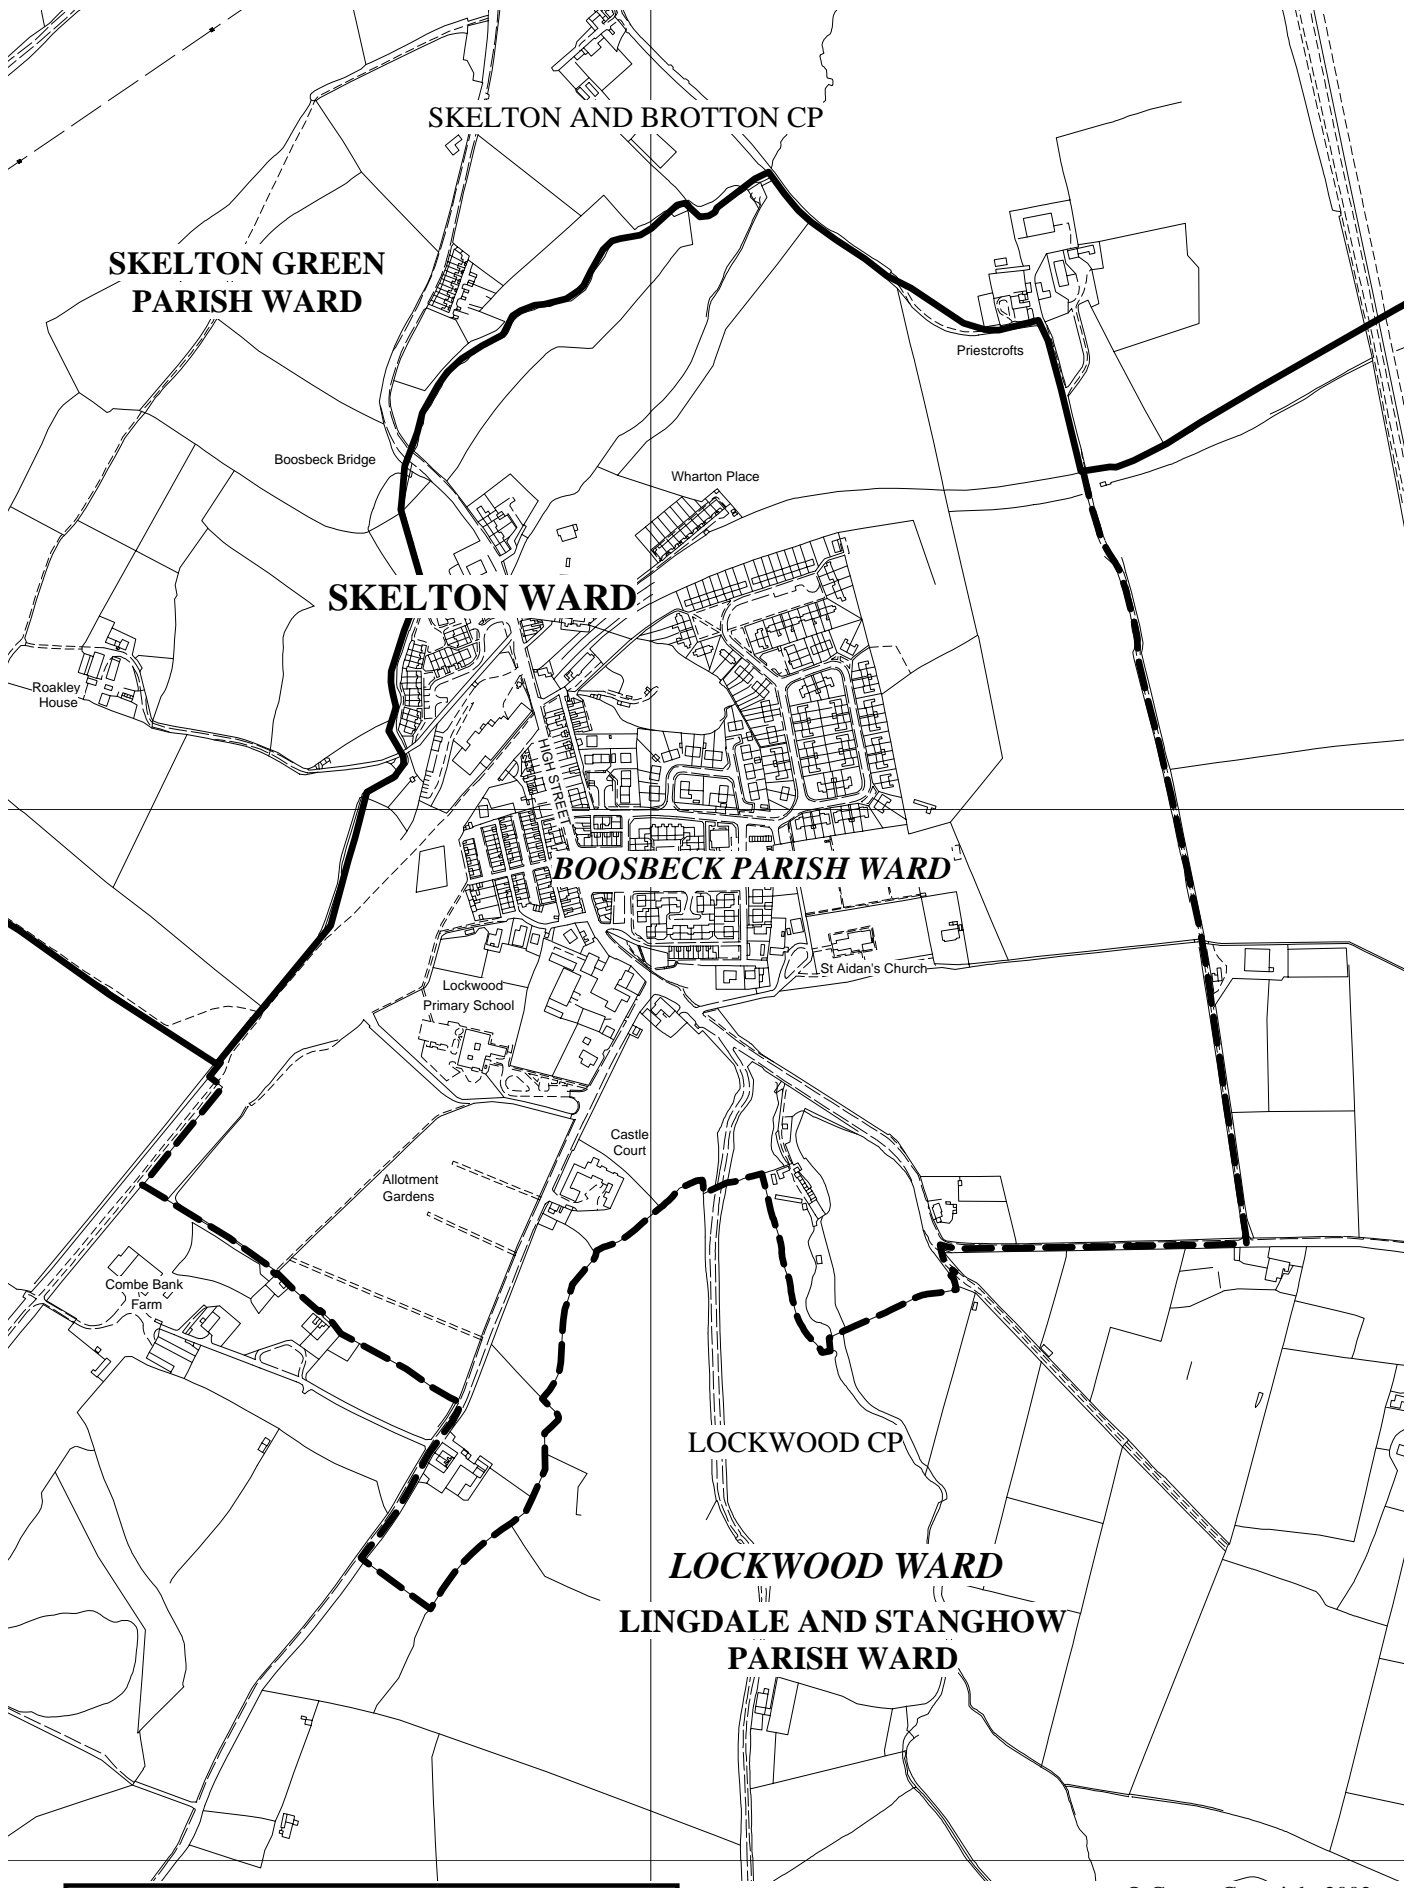 SKELTON AND BROTTON CP
SKELTON GREEN
PARISH WARD
Priestcrofts
Boosbeck Bridge
Wharton Place
SKELTON WARD
Roakley
House
HIGH STREET
BOOSBECK PARISH WARD
St Aidan's Church
Lockwood
Primary School
Castle
Court
Allotment
Gardens
Combe Bank
Farm
LOCKWOOD CP
LOCKWOOD WARD
LINGDALE AND STANGHOW
PARISH WARD